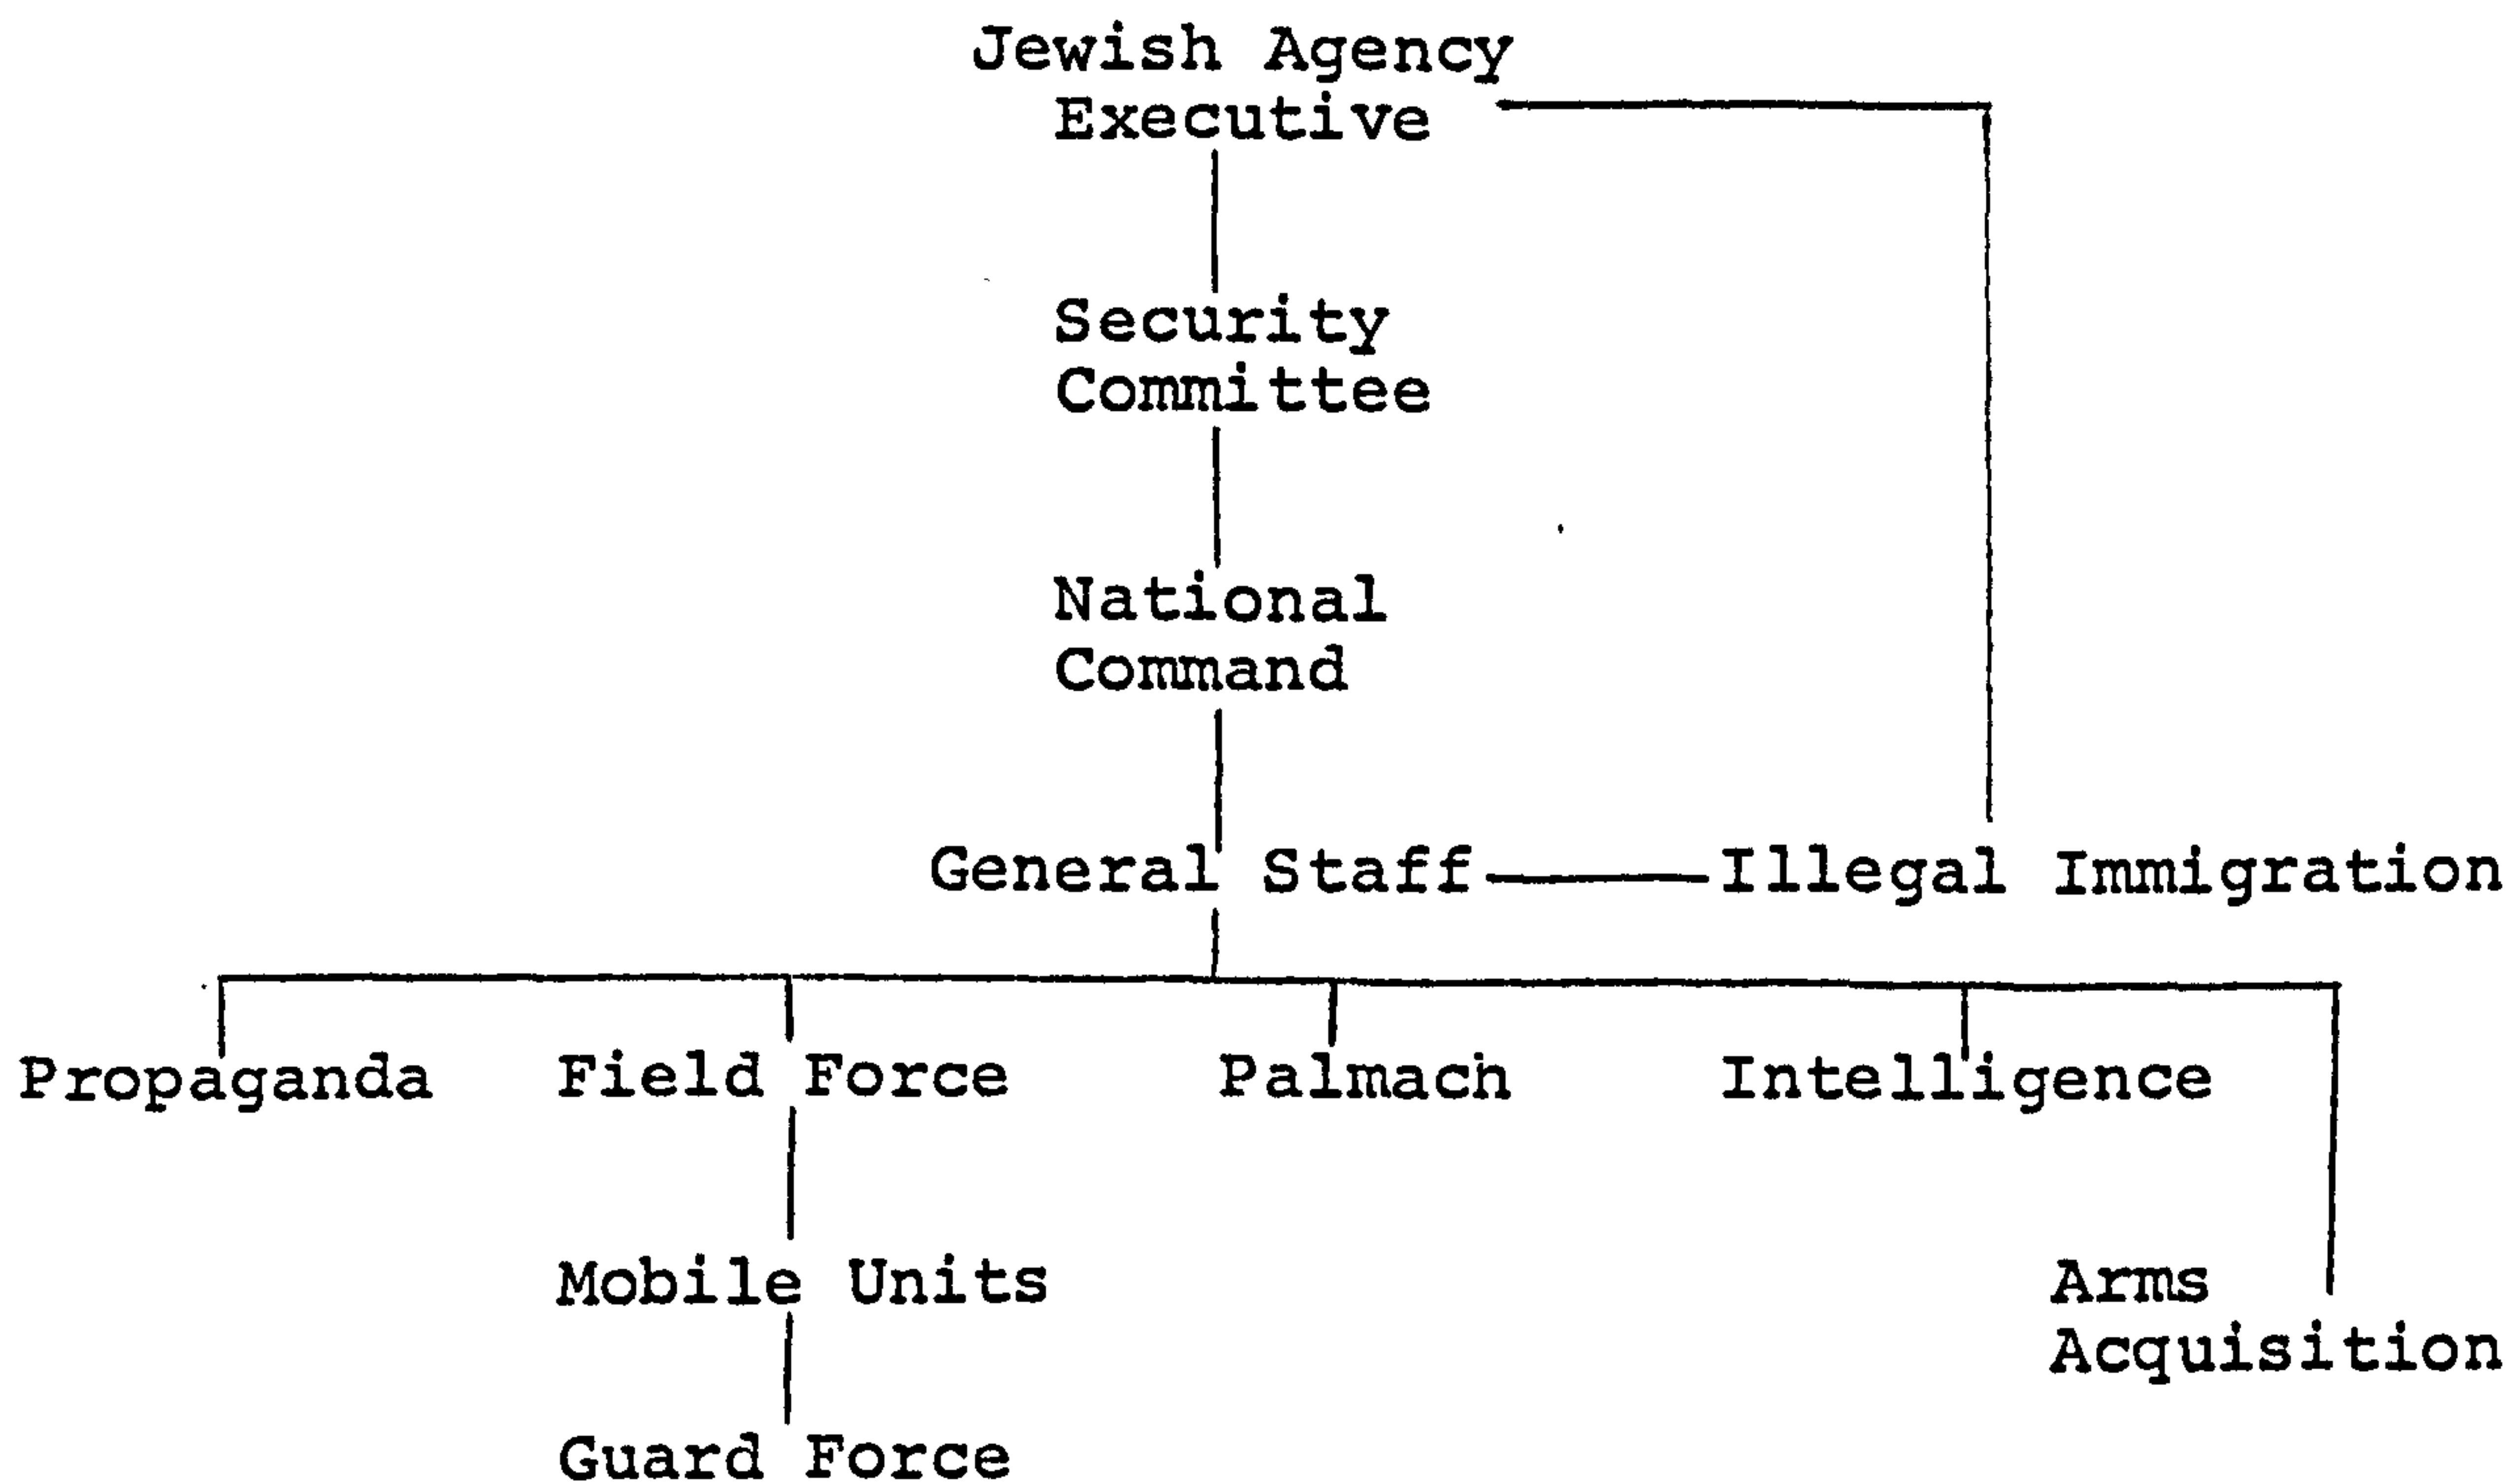 Jewish Agency
Executive
Security
Committee
National
Command
General Staff
Illegal Immigration
Propaganda
Field Force
Palmach
Intelligence
Mobile Units
Arms
Acquisition
Guard Force